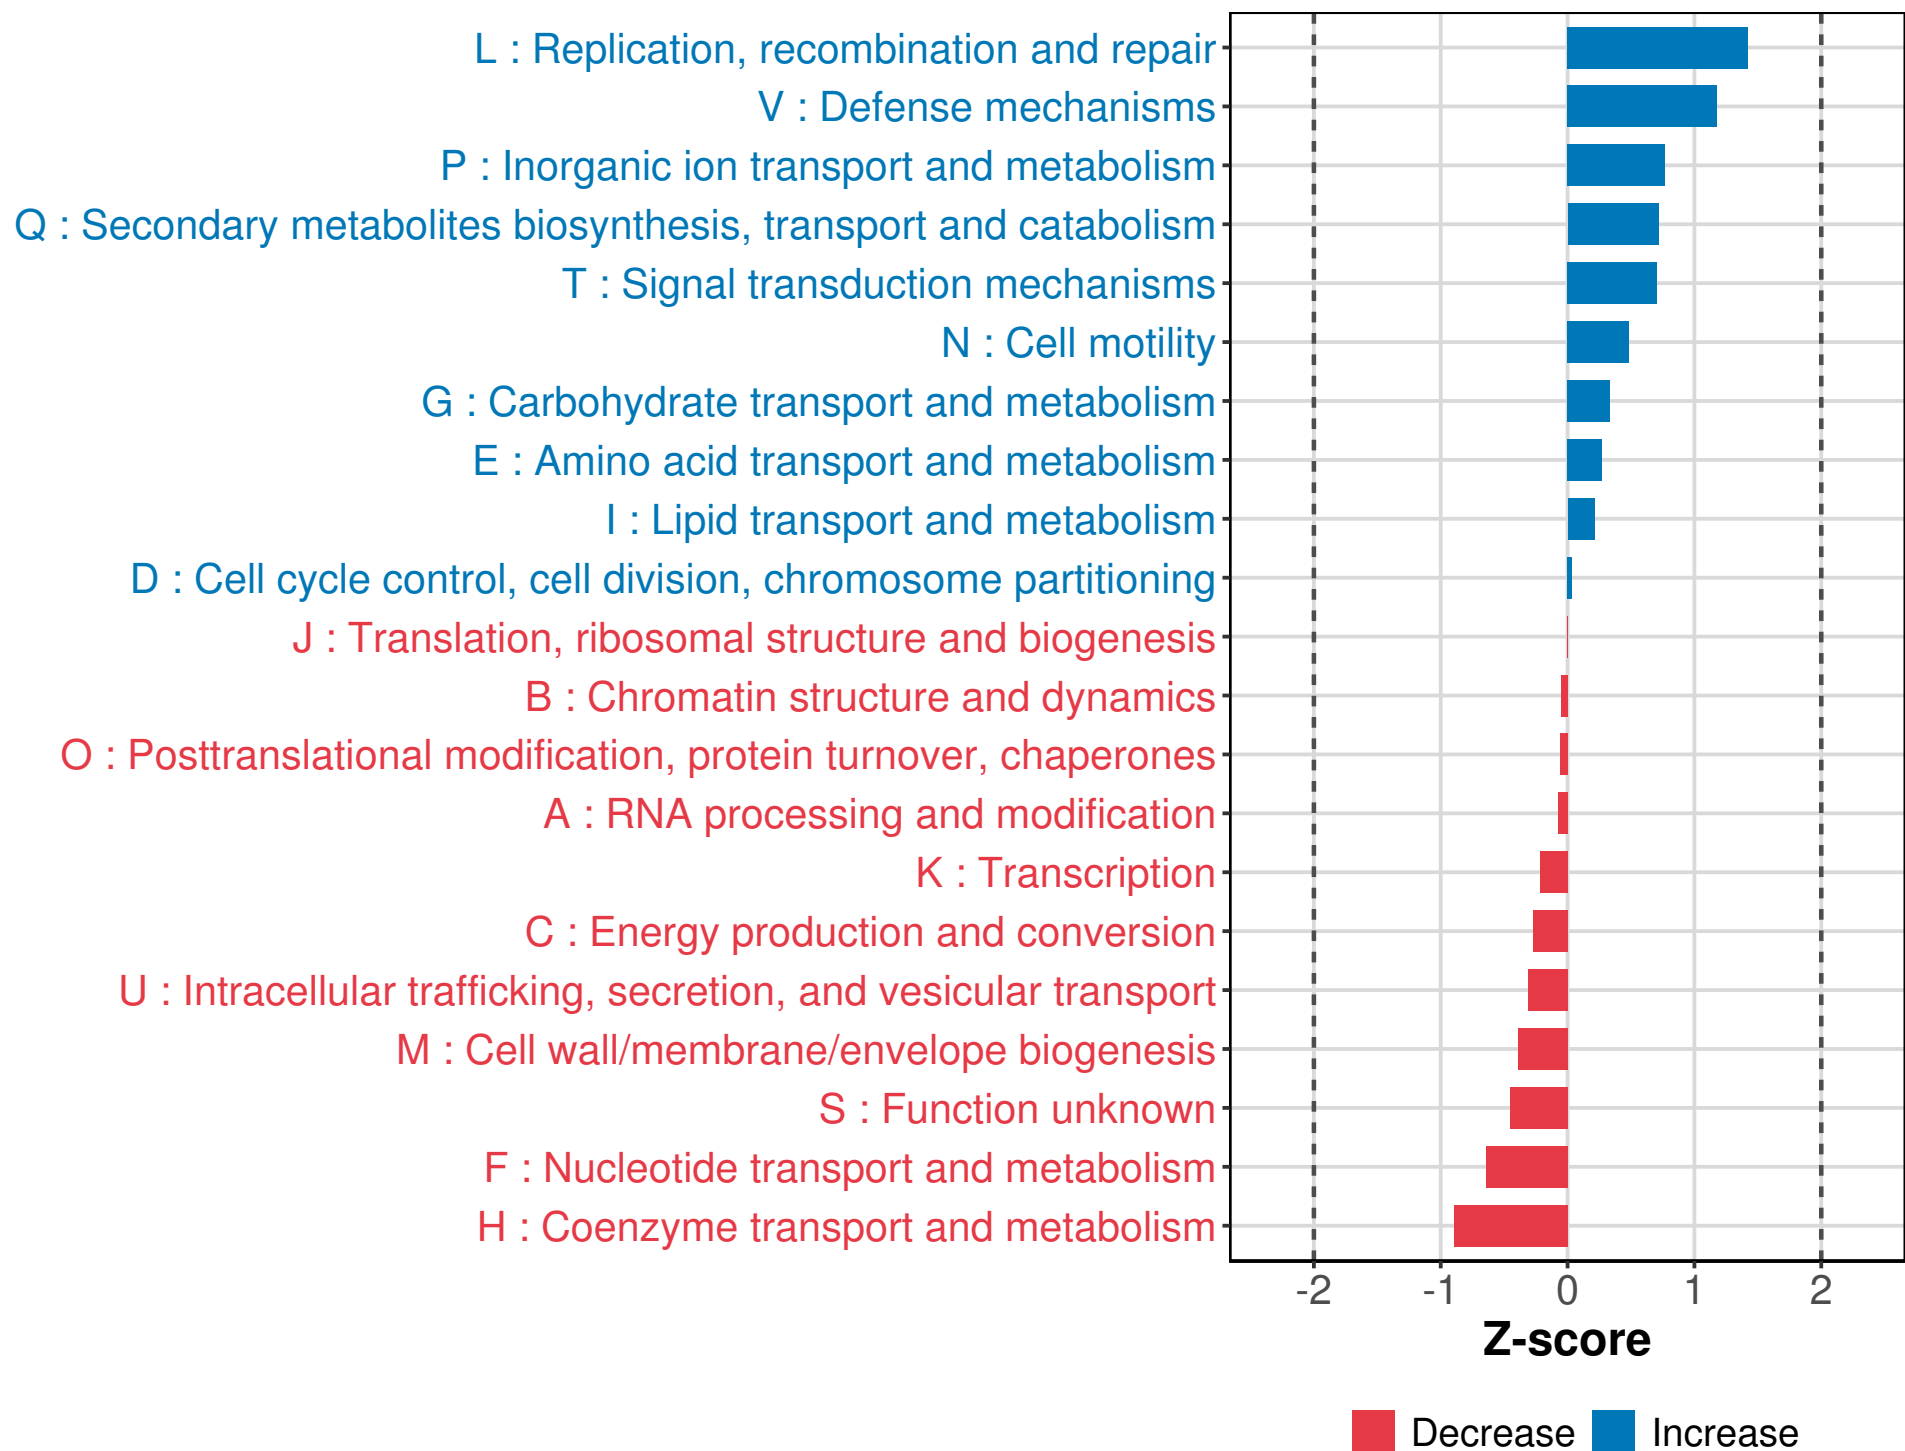 L : Replication, recombination and repair
V : Defense mechanisms
P : Inorganic ion transport and metabolism
Q : Secondary metabolites biosynthesis, transport and catabolism
T : Signal transduction mechanisms
N : Cell motility
G : Carbohydrate transport and metabolism
E : Amino acid transport and metabolism
I : Lipid transport and metabolism
D : Cell cycle control, cell division, chromosome partitioning
J : Translation, ribosomal structure and biogenesis
B : Chromatin structure and dynamics
O : Posttranslational modification, protein turnover, chaperones
A : RNA processing and modification
K : Transcription
C : Energy production and conversion
U : Intracellular trafficking, secretion, and vesicular transport
M : Cell wall/membrane/envelope biogenesis
S : Function unknown
F : Nucleotide transport and metabolism
H : Coenzyme transport and metabolism
-2 -1 0 1 2
Z-score
Decrease Increase